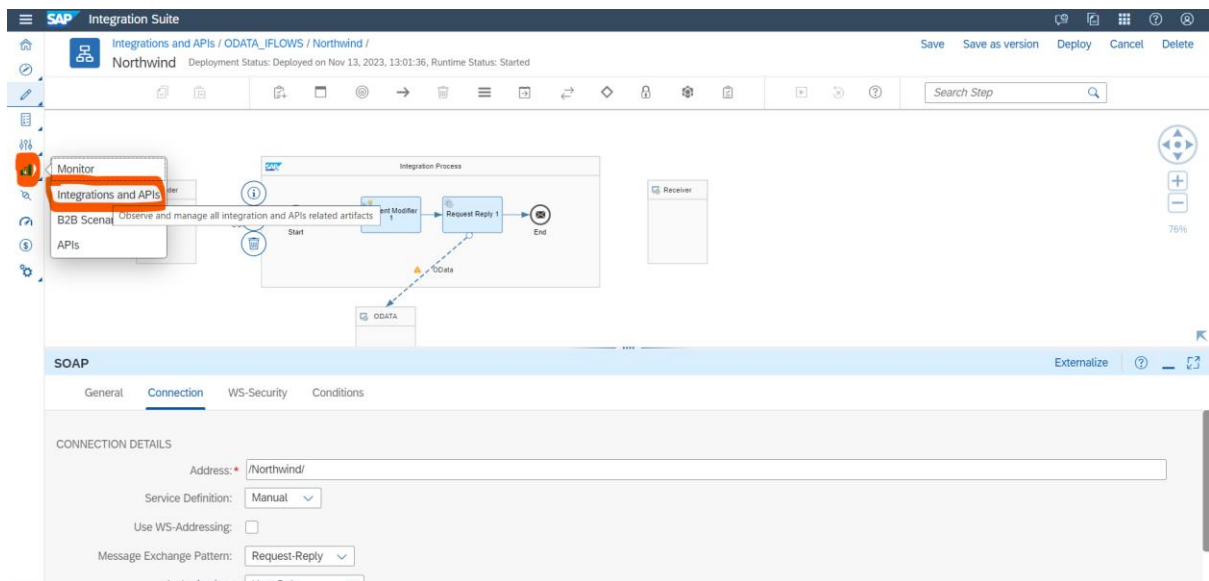 SAP Integration Suite
Integrations and APIs / ODATA_IFLOWS / Northwind /
Northwind Deployment Status: Deployed on Nov 13, 2023, 13:01:36, Runtime Status: Started
Save Save as version Deploy Cancel Delete
Search Step
Monitor
Integrations and APIs
B2B Scenar
Observe and manage all integration and APIs related artifacts
APIs
SAP Integration Process
Receiver
Request Reply 1
Start
End
OData
ODATA
76%
SOAP
Externalize
General Connection WS-Security Conditions
CONNECTION DETAILS
Address:* /Northwind/
Service Definition: Manual
Use WS-Addressing:
Message Exchange Pattern: Request-Reply